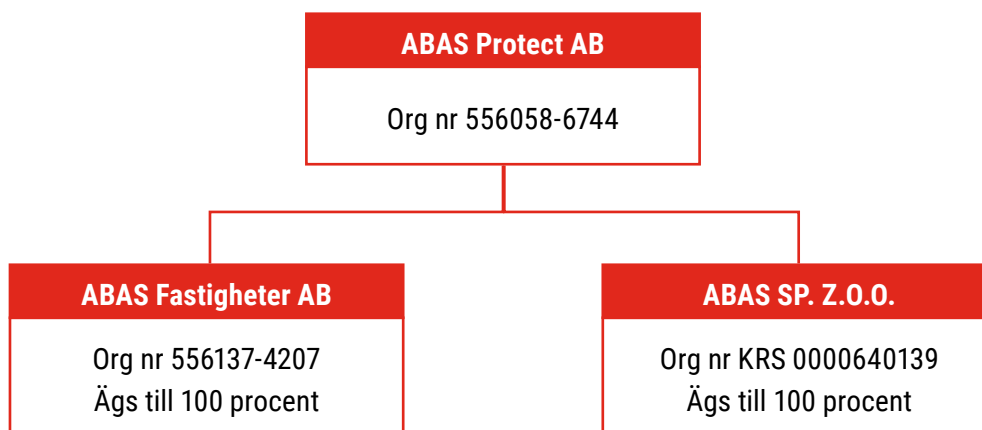 ABAS Protect AB
Org nr 556058-6744
ABAS Fastigheter AB
Org nr 556137-4207
Ägs till 100 procent
ABAS SP. Z.O.O.
Org nr KRS 0000640139
Ägs till 100 procent